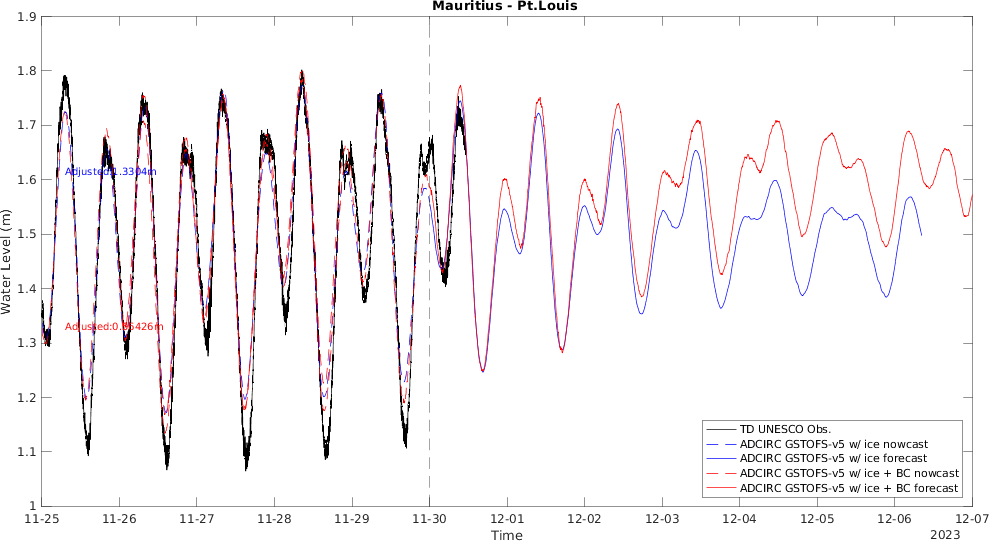 Mauritius - Pt.Louis
1.9
1.8
1.7
1.6
1.5
1.4
1.3
1.2
1.1
1
Water Level (m)
Adjusted:1.3304m
TD UNESCO Obs.
ADCIRC GSTOFS-v5 w/ ice nowcast
ADCIRC GSTOFS-v5 w/ ice forecast
ADCIRC GSTOFS-v5 w/ ice + BC nowcast
ADCIRC GSTOFS-v5 w/ ice + BC forecast
11-25 11-26 11-27 11-28 11-29 11-30 12-01 12-02 12-03 12-04 12-05 12-06 12-07
Time
2023